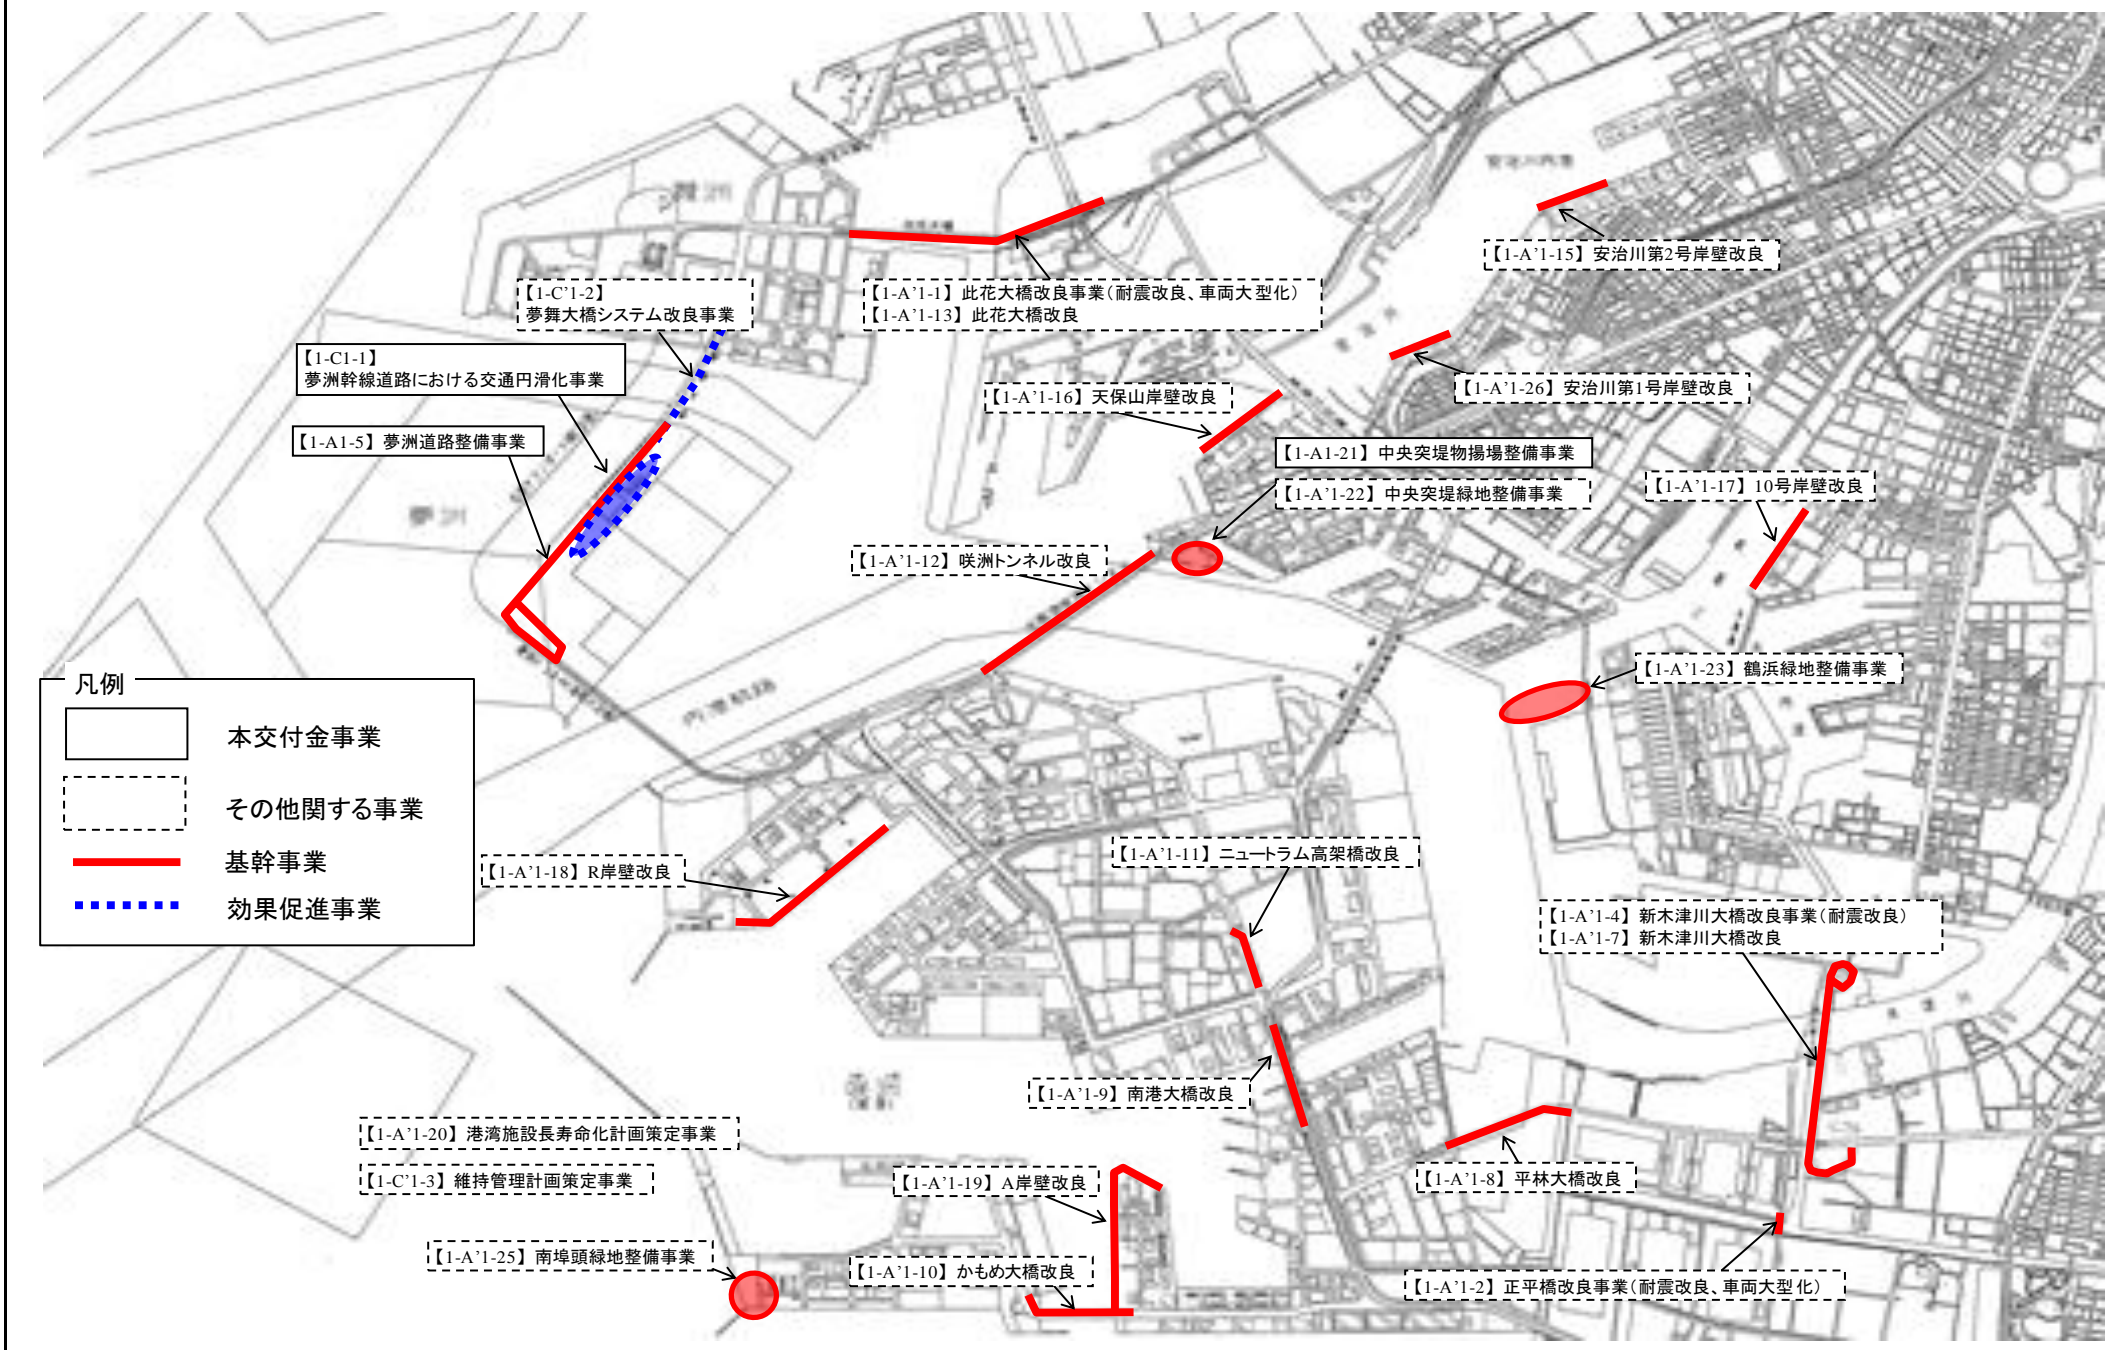 【1-A’1-15】安治川第2号岸壁改良
【1-C’1-2】
夢舞大橋システム改良事業
【1-A’1-1】此花大橋改良事業（耐震改良、車両大型化）
【1-A’1-13】此花大橋改良
【1-C1-1】
夢洲幹線道路における交通円滑化事業
【1-A’1-26】安治川第1号岸壁改良
【1-A’1-16】天保山岸壁改良
【1-A1-5】夢洲道路整備事業
【1-A1-21】中央突堤物揚場整備事業
【1-A’1-22】中央突堤緑地整備事業
【1-A’1-17】10号岸壁改良
夢洲
【1-A’1-12】咲洲トンネル改良
【1-A’1-23】鶴浜緑地整備事業
凡例
本交付金事業
その他関する事業
基幹事業
効果促進事業
【1-A’1-11】ニュートラム高架橋改良
【1-A’1-18】R岸壁改良
【1-A’1-4】新木津川大橋改良事業（耐震改良）
【1-A’1-7】新木津川大橋改良
【1-A’1-9】南港大橋改良
【1-A’1-20】港湾施設長寿命化計画策定事業
【1-C’1-3】維持管理計画策定事業
【1-A’1-19】A岸壁改良
【1-A’1-8】平林大橋改良
【1-A’1-25】南埠頭緑地整備事業
【1-A’1-10】かもめ大橋改良
【1-A’1-2】正平橋改良事業（耐震改良、車両大型化）